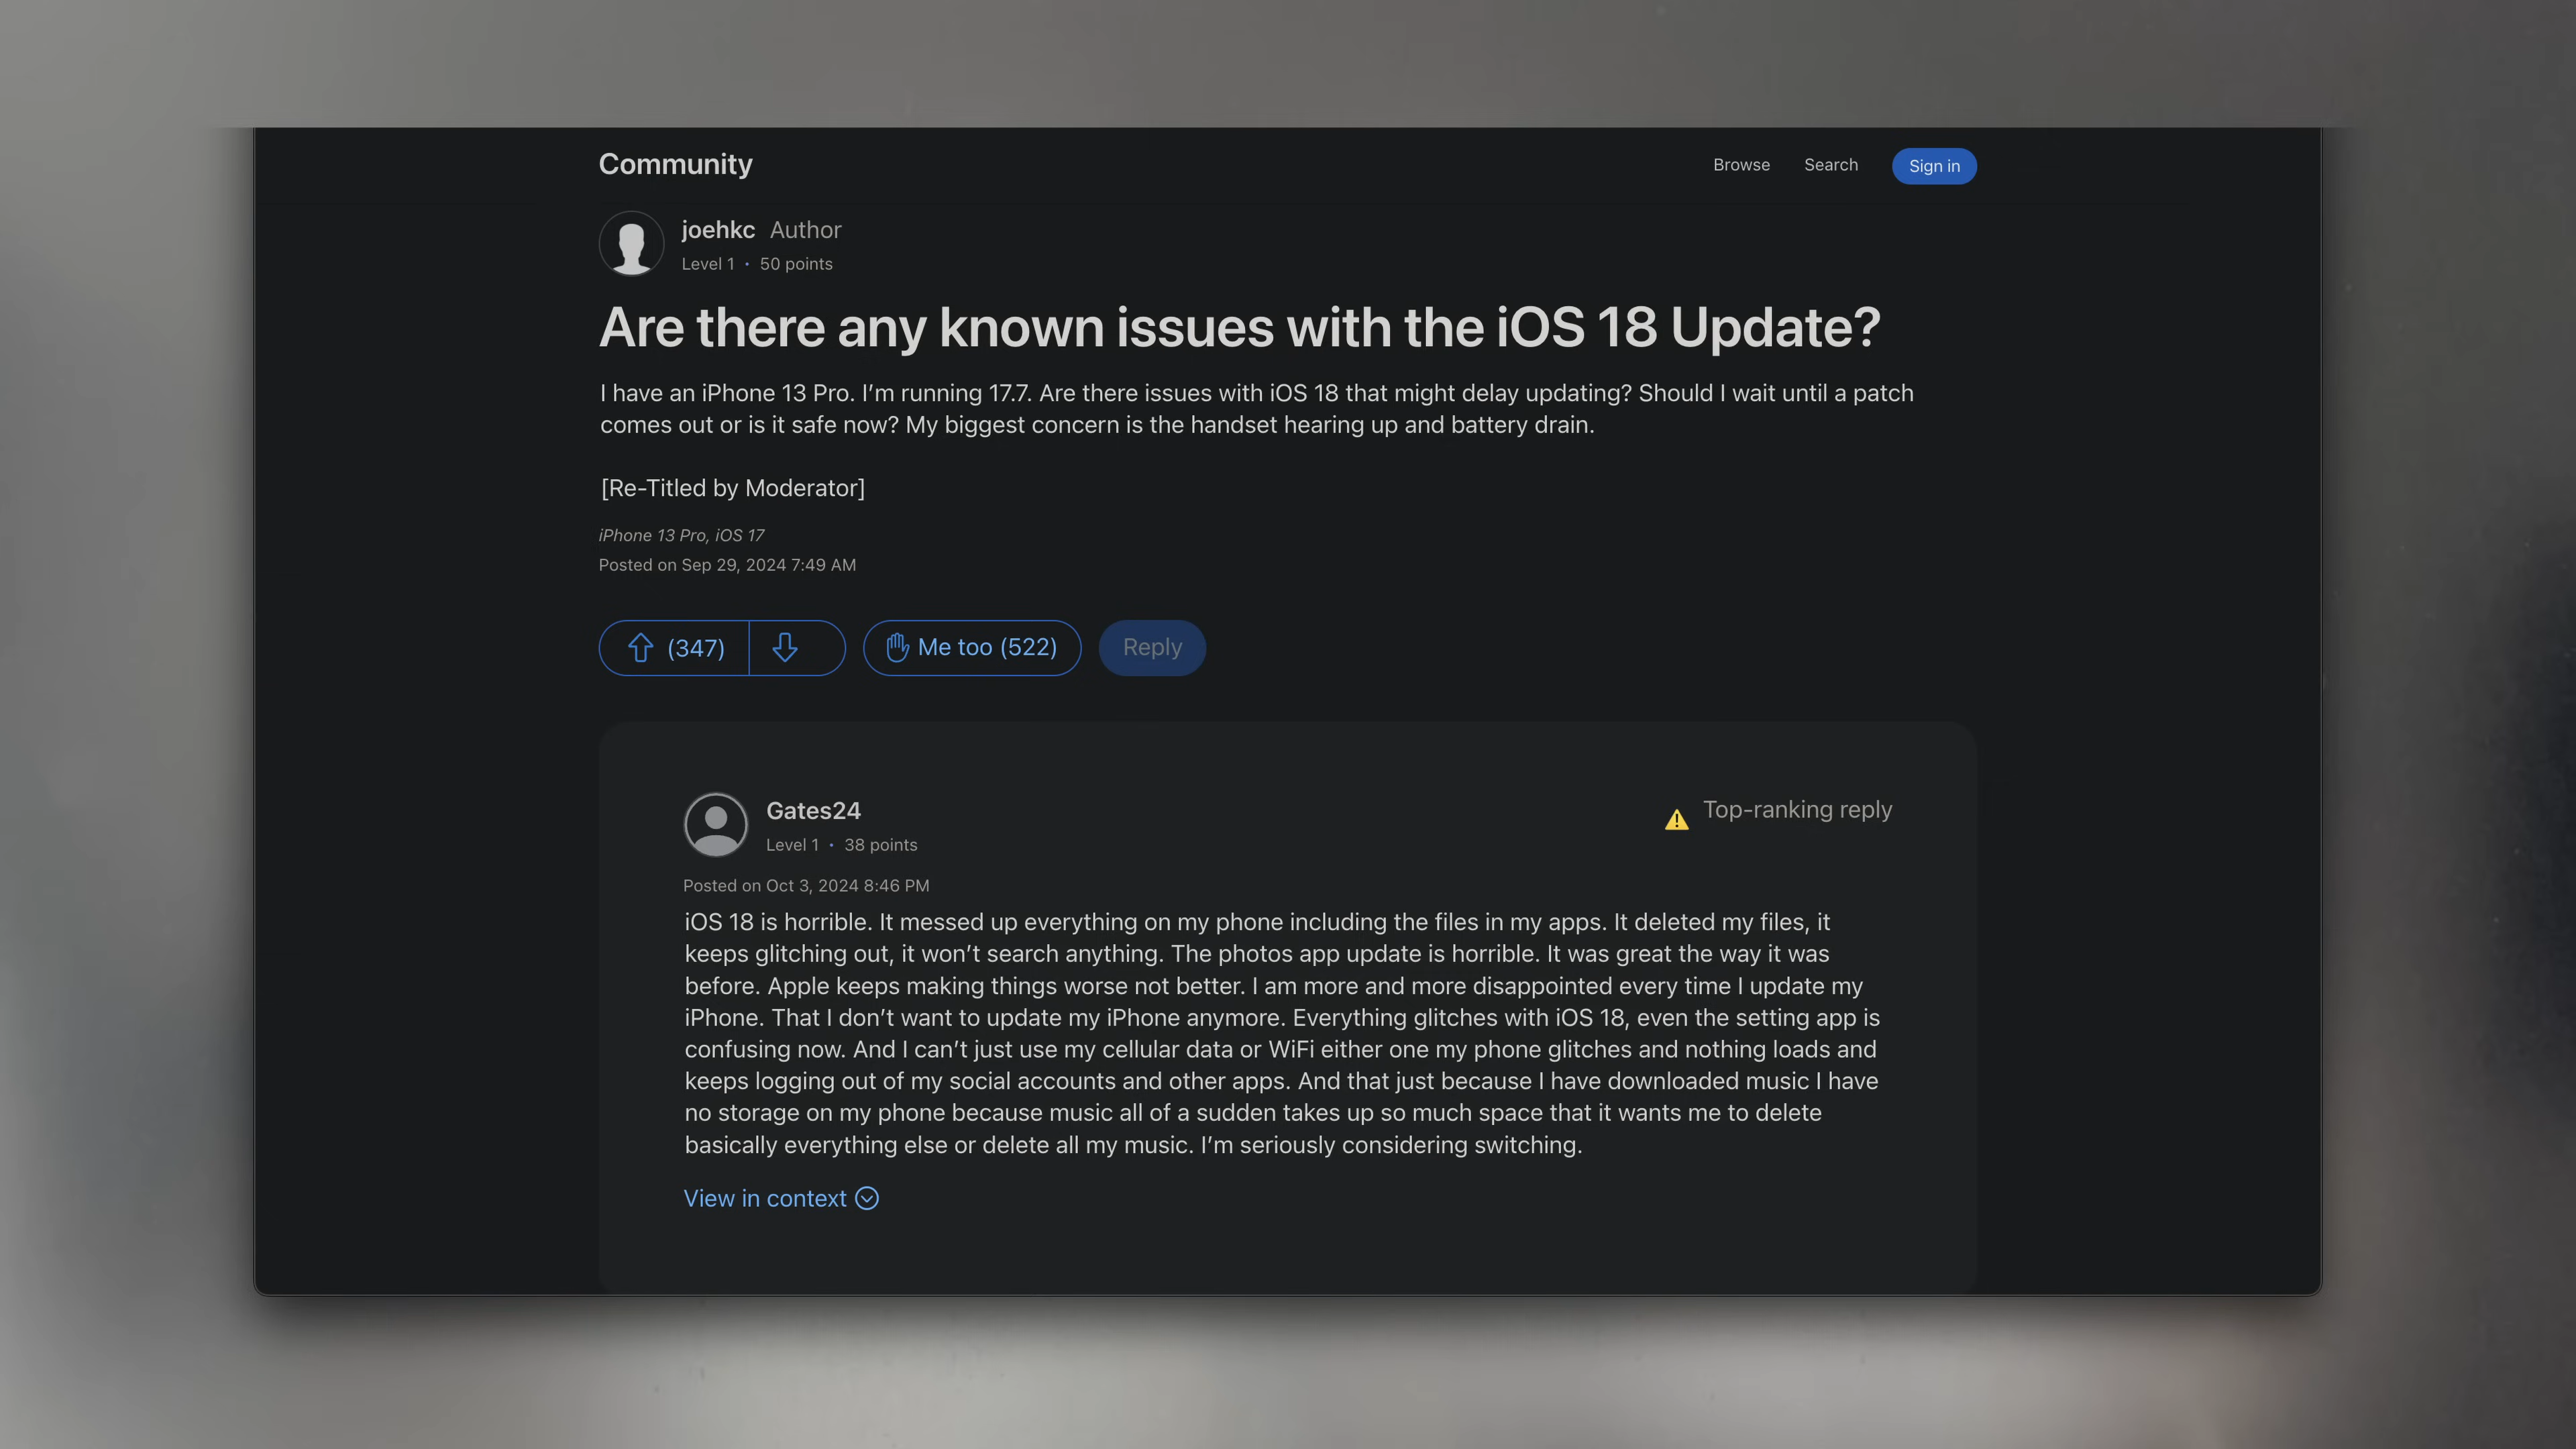 Community
Browse Search Sign in
joehkc Author
Level 1 • 50 points
Are there any known issues with the iOS 18 Update?
I have an iPhone 13 Pro. I’m running 17.7. Are there issues with iOS 18 that might delay updating? Should I wait until a patch
comes out or is it safe now? My biggest concern is the handset hearing up and battery drain.
[Re-Titled by Moderator]
iPhone 13 Pro, iOS 17
Posted on Sep 29, 2024 7:49 AM
(347) Me too (522) Reply
Gates24
Top-ranking reply
Level 1 • 38 points
Posted on Oct 3, 2024 8:46 PM
iOS 18 is horrible. It messed up everything on my phone including the files in my apps. It deleted my files, it
keeps glitching out, it won’t search anything. The photos app update is horrible. It was great the way it was
before. Apple keeps making things worse not better. I am more and more disappointed every time I update my
iPhone. That I don’t want to update my iPhone anymore. Everything glitches with iOS 18, even the setting app is
confusing now. And I can’t just use my cellular data or WiFi either one my phone glitches and nothing loads and
keeps logging out of my social accounts and other apps. And that just because I have downloaded music I have
no storage on my phone because music all of a sudden takes up so much space that it wants me to delete
basically everything else or delete all my music. I’m seriously considering switching.
View in context